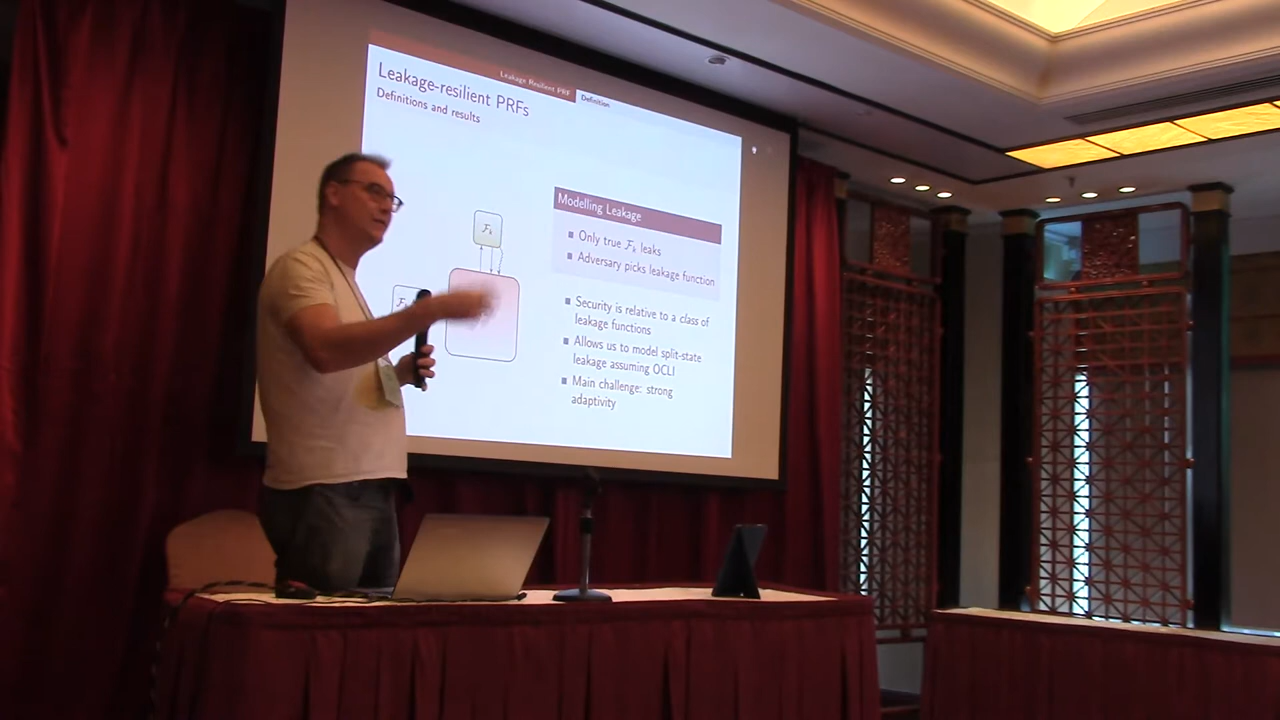 Leakage Resilient PRF
Definition
Leakage-resilient PRFs
Definitions and results
ℱₖ
ℱ
Modelling Leakage
Only true ℱₖ leaks
Adversary picks leakage function
Security is relative to a class of
leakage functions
Allows us to model split-state
leakage assuming OCLI
Main challenge: strong
adaptivity